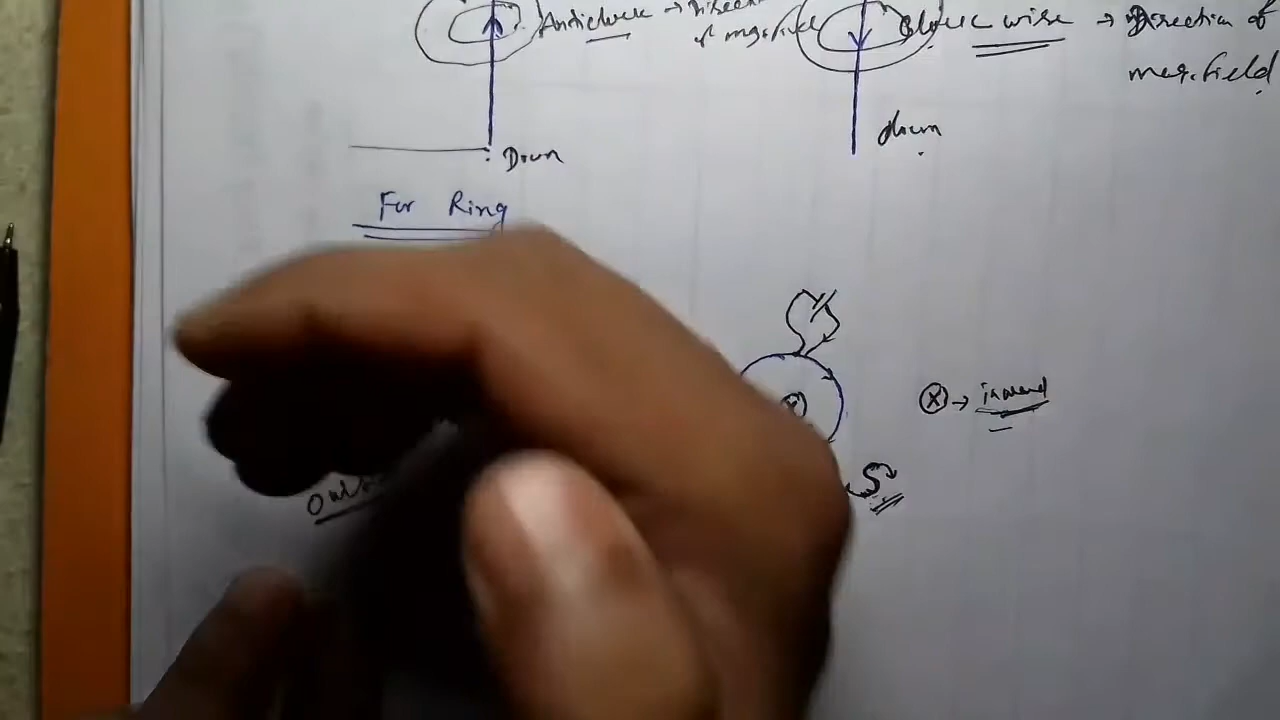 Anticlock → Direction
of mag. field
Clock wise → Direction of
mag. field
Down
down
For Ring
⊗ → inward
S